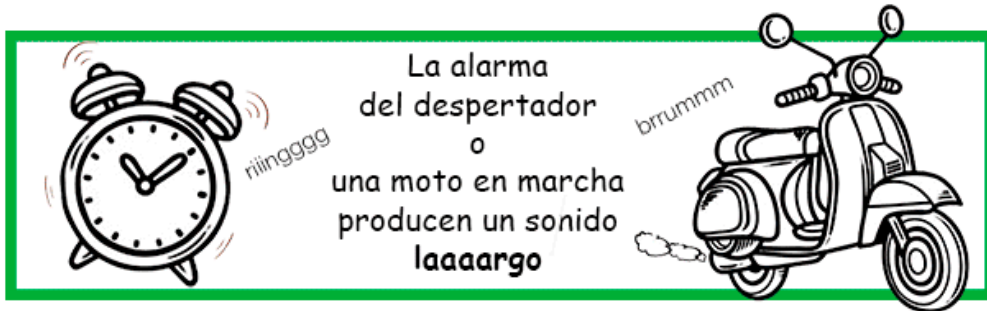 La alarma
del despertador
o
una moto en marcha
producen un sonido
laaaargo
riiingggg
brrummm